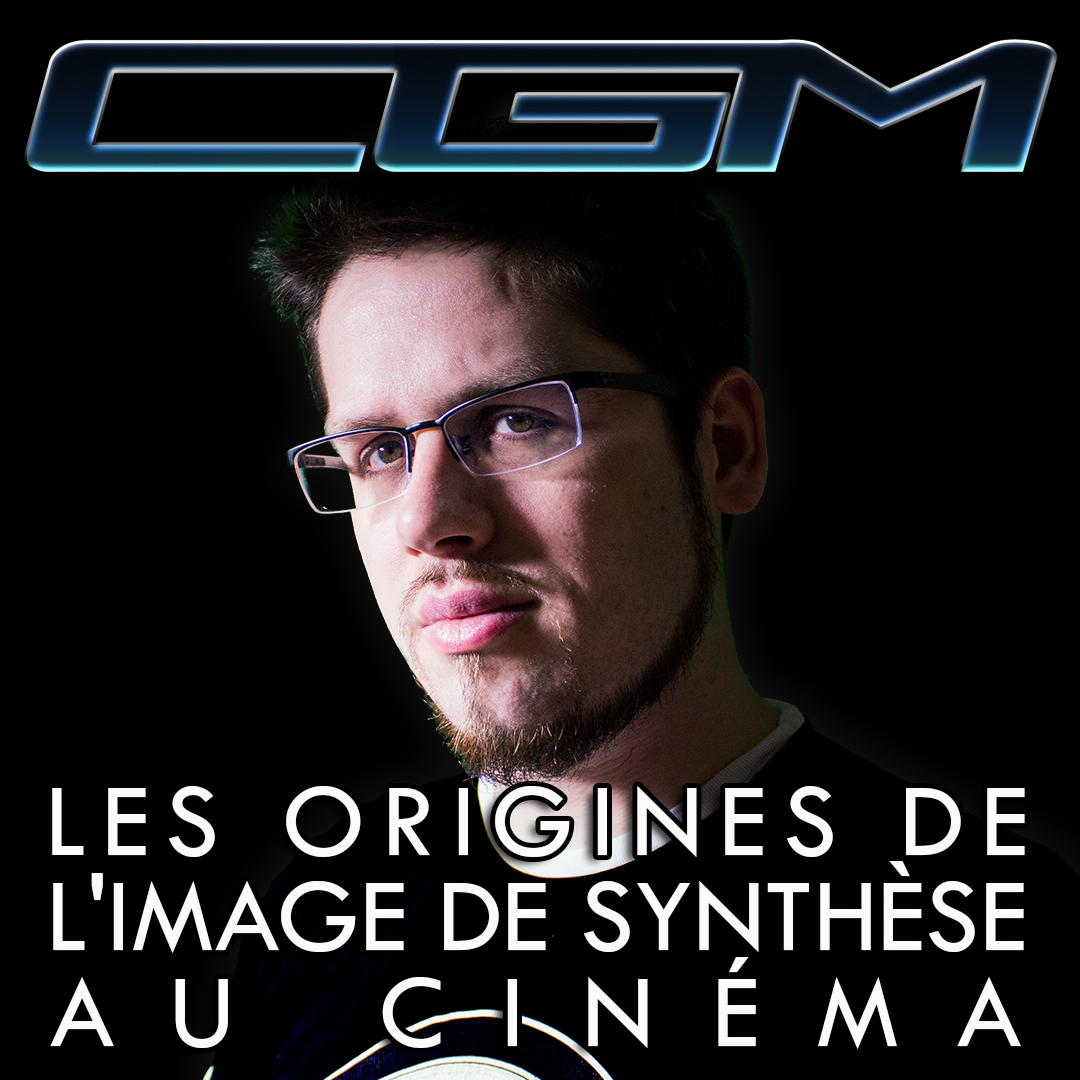 CGM
LES ORIGINES DE
L'IMAGE DE SYNTHÈSE
AU CINÉMA